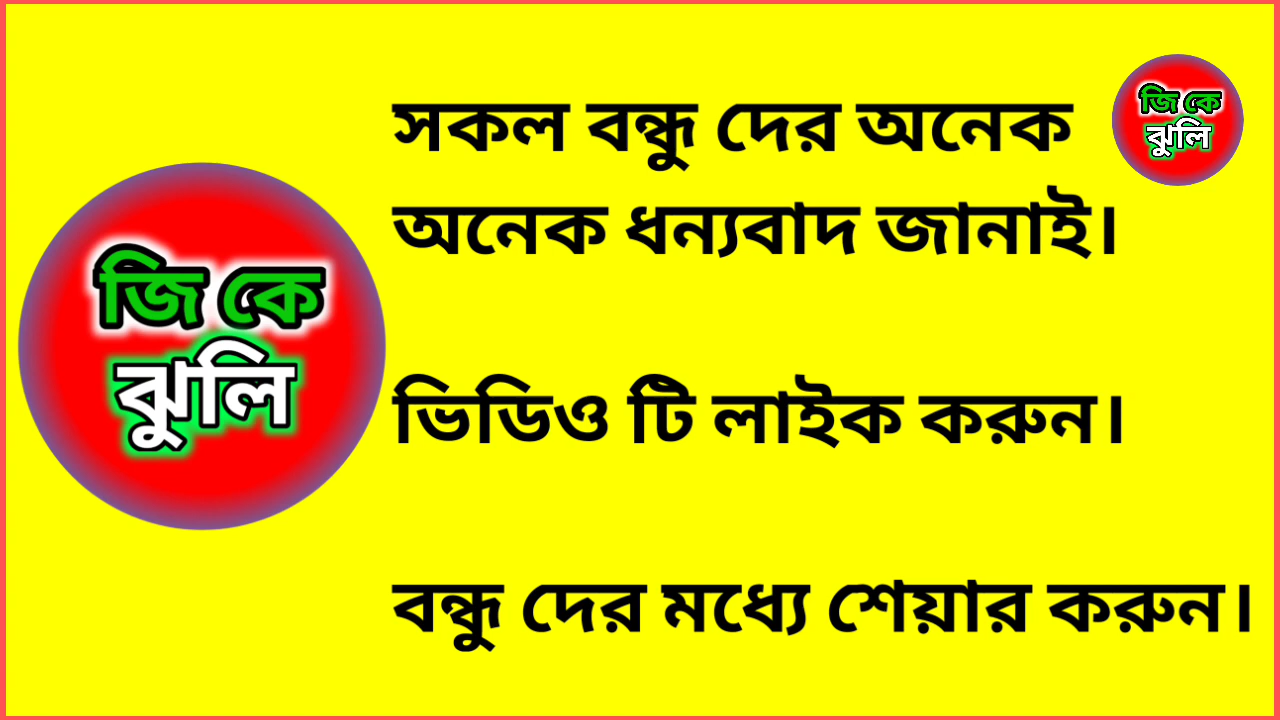 সকল বন্ধু দের অনেক
অনেক ধন্যবাদ জানাই।
জি কে
ঝুলি
জি কে
ঝুলি
ভিডিও টি লাইক করুন।
বন্ধু দের মধ্যে শেয়ার করুন।